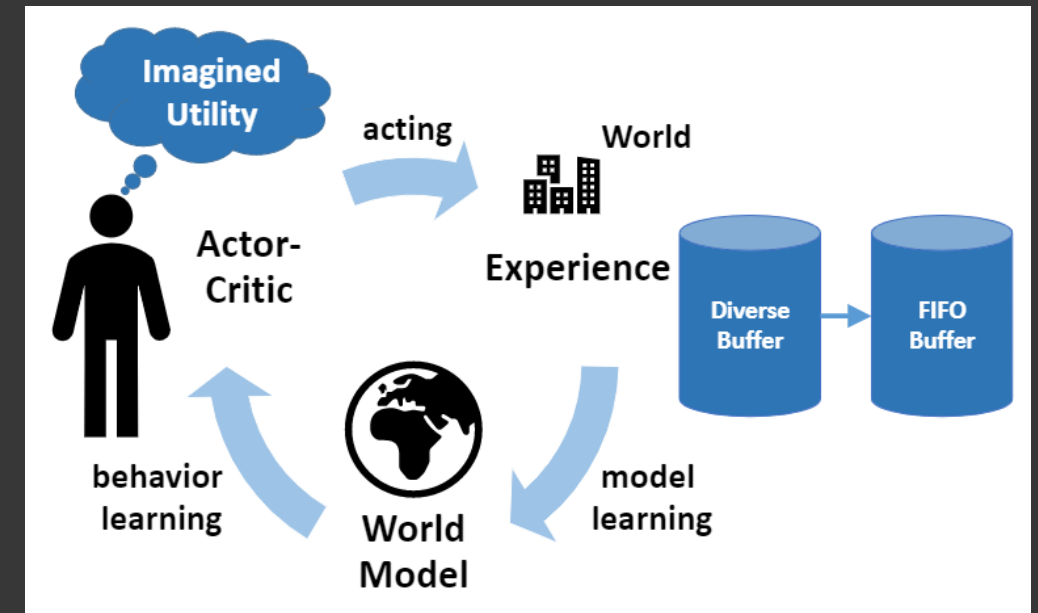 Imagined
Utility
acting
World
Actor-
Critic
Experience
Diverse
Buffer
FIFO
Buffer
behavior
learning
World
Model
model
learning